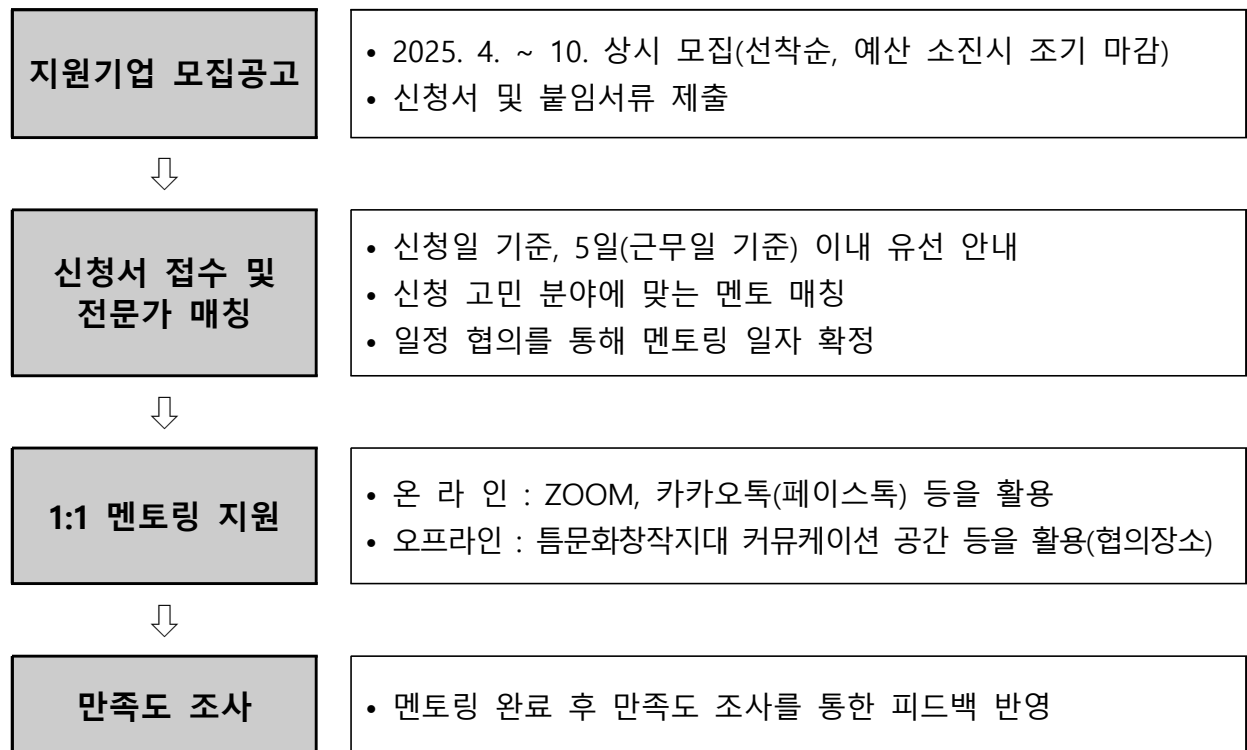 지원기업 모집공고
• 2025. 4. ~ 10. 상시 모집(선착순, 예산 소진시 조기 마감)
• 신청서 및 붙임서류 제출
신청서 접수 및
전문가 매칭
• 신청일 기준, 5일(근무일 기준) 이내 유선 안내
• 신청 고민 분야에 맞는 멘토 매칭
• 일정 협의를 통해 멘토링 일자 확정
1:1 멘토링 지원
• 온 라 인 : ZOOM, 카카오톡(페이스톡) 등을 활용
• 오프라인 : 틈문화창작지대 커뮤케이션 공간 등을 활용(협의장소)
만족도 조사
• 멘토링 완료 후 만족도 조사를 통한 피드백 반영